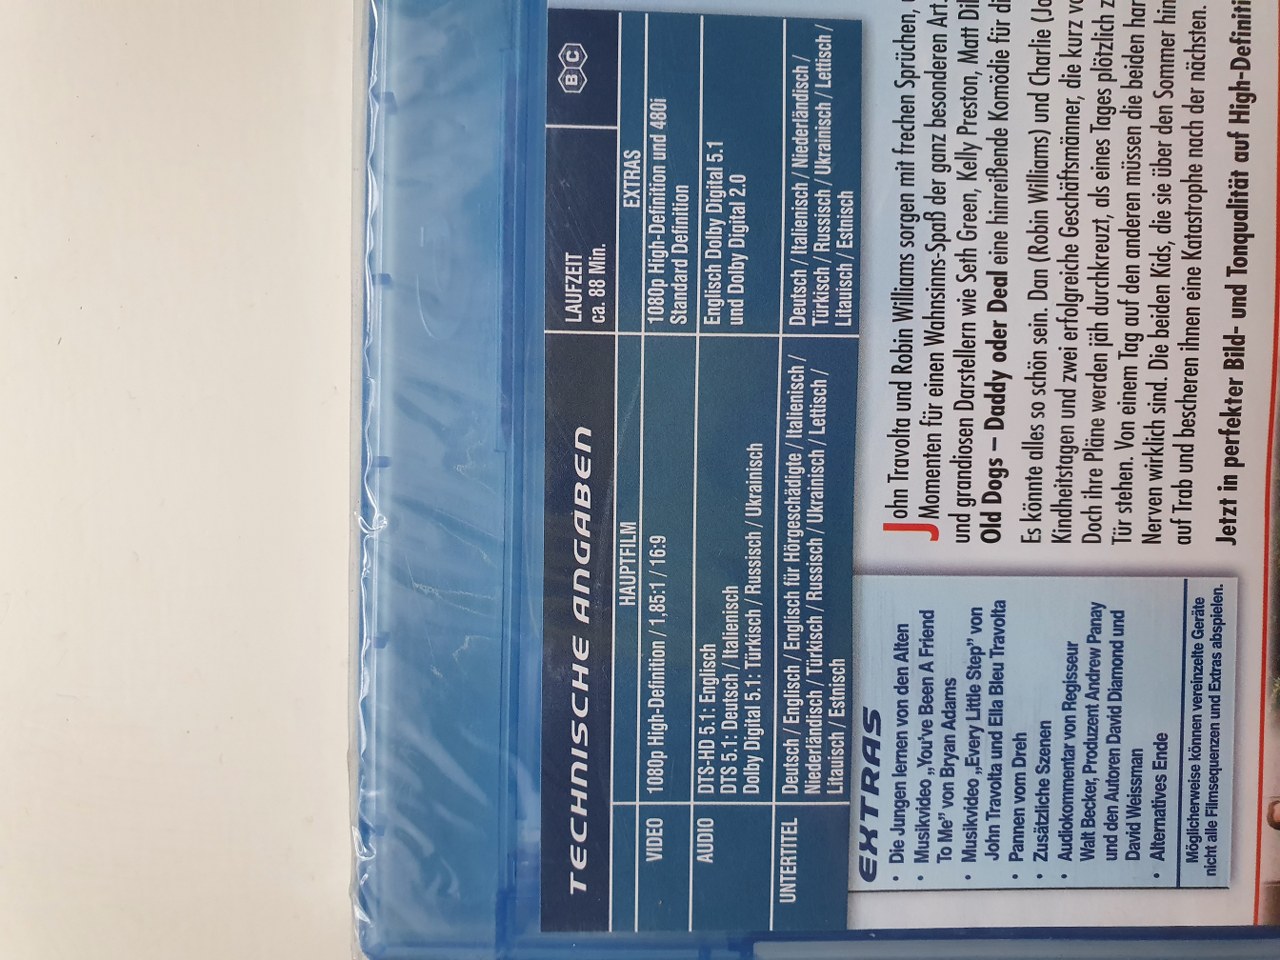 TECHNISCHE ANGABEN
LAUFZEIT
ca. 88 Min.
B C
HAUPTFILM
EXTRAS
VIDEO
1080p High-Definition / 1,85:1 / 16:9
1080p High-Definition und 480i
Standard Definition
AUDIO
DTS-HD 5.1: Englisch
DTS 5.1: Deutsch / Italienisch
Dolby Digital 5.1: Türkisch / Russisch / Ukrainisch
Englisch Dolby Digital 5.1
und Dolby Digital 2.0
UNTERTITEL
Deutsch / Englisch / Englisch für Hörgeschädigte / Italienisch /
Niederländisch / Türkisch / Russisch / Ukrainisch / Lettisch /
Litauisch / Estnisch
Deutsch / Italienisch / Niederländisch /
Türkisch / Russisch / Ukrainisch / Lettisch /
Litauisch / Estnisch
EXTRAS
• Die Jungen lernen von den Alten
• Musikvideo „You've Been A Friend
To Me” von Bryan Adams
• Musikvideo „Every Little Step” von
John Travolta und Ella Bleu Travolta
• Pannen vom Dreh
• Zusätzliche Szenen
• Audiokommentar von Regisseur
Walt Becker, Produzent Andrew Panay
und den Autoren David Diamond und
David Weissman
• Alternatives Ende
Möglicherweise können vereinzelte Geräte
nicht alle Filmsequenzen und Extras abspielen.
John Travolta und Robin Williams sorgen mit frechen Sprüchen,
Momenten für einen Wahnsinns-Spaß der ganz besonderen Art.
und grandiosen Darstellern wie Seth Green, Kelly Preston, Matt Dil
Old Dogs – Daddy oder Deal eine hinreißende Komödie für di
Es könnte alles so schön sein. Dan (Robin Williams) und Charlie (Jo
Kindheitstagen und zwei erfolgreiche Geschäftsmänner, die kurz vo
Doch ihre Pläne werden jäh durchkreuzt, als eines Tages plötzlich z
Tür stehen. Von einem Tag auf den anderen müssen die beiden har
Nerven wirklich sind. Die beiden Kids, die sie über den Sommer hin
auf Trab und bescheren ihnen eine Katastrophe nach der nächsten.
Jetzt in perfekter Bild- und Tonqualität auf High-Definiti